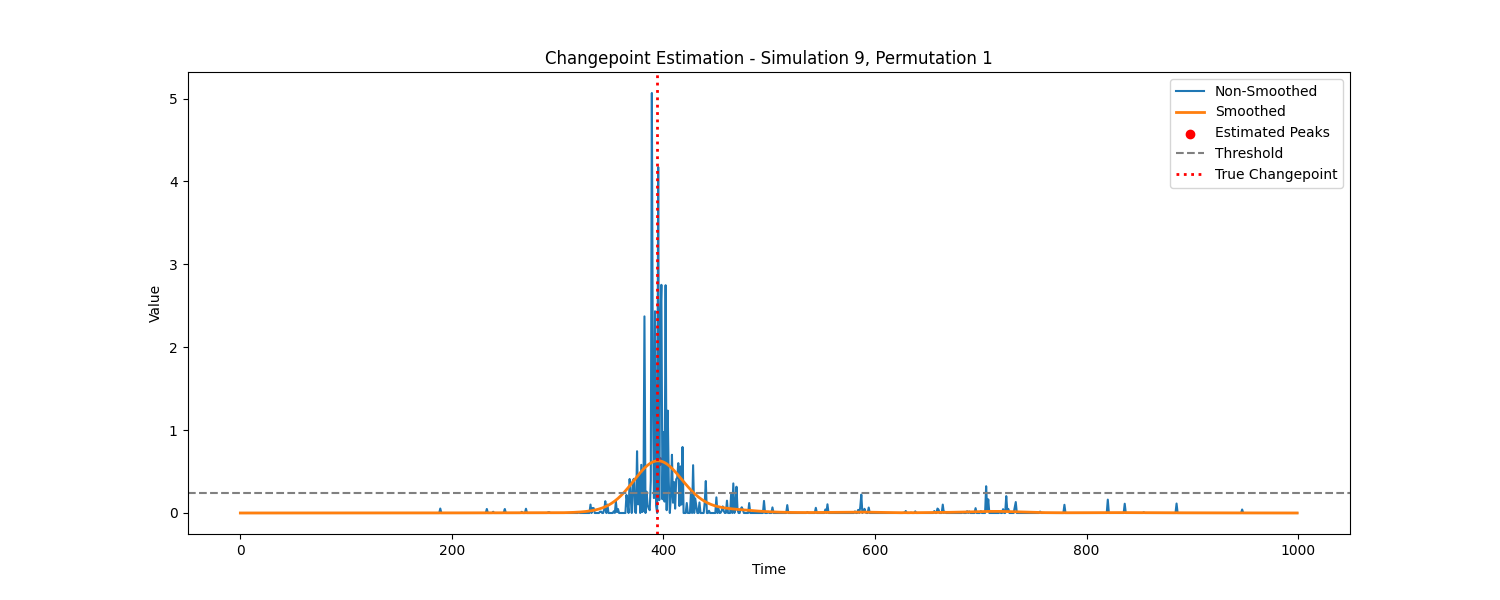 Changepoint Estimation - Simulation 9, Permutation 1
Non-Smoothed
Smoothed
Estimated Peaks
Threshold
True Changepoint
Value
5
4
3
2
1
0
0 200 400 600 800 1000
Time